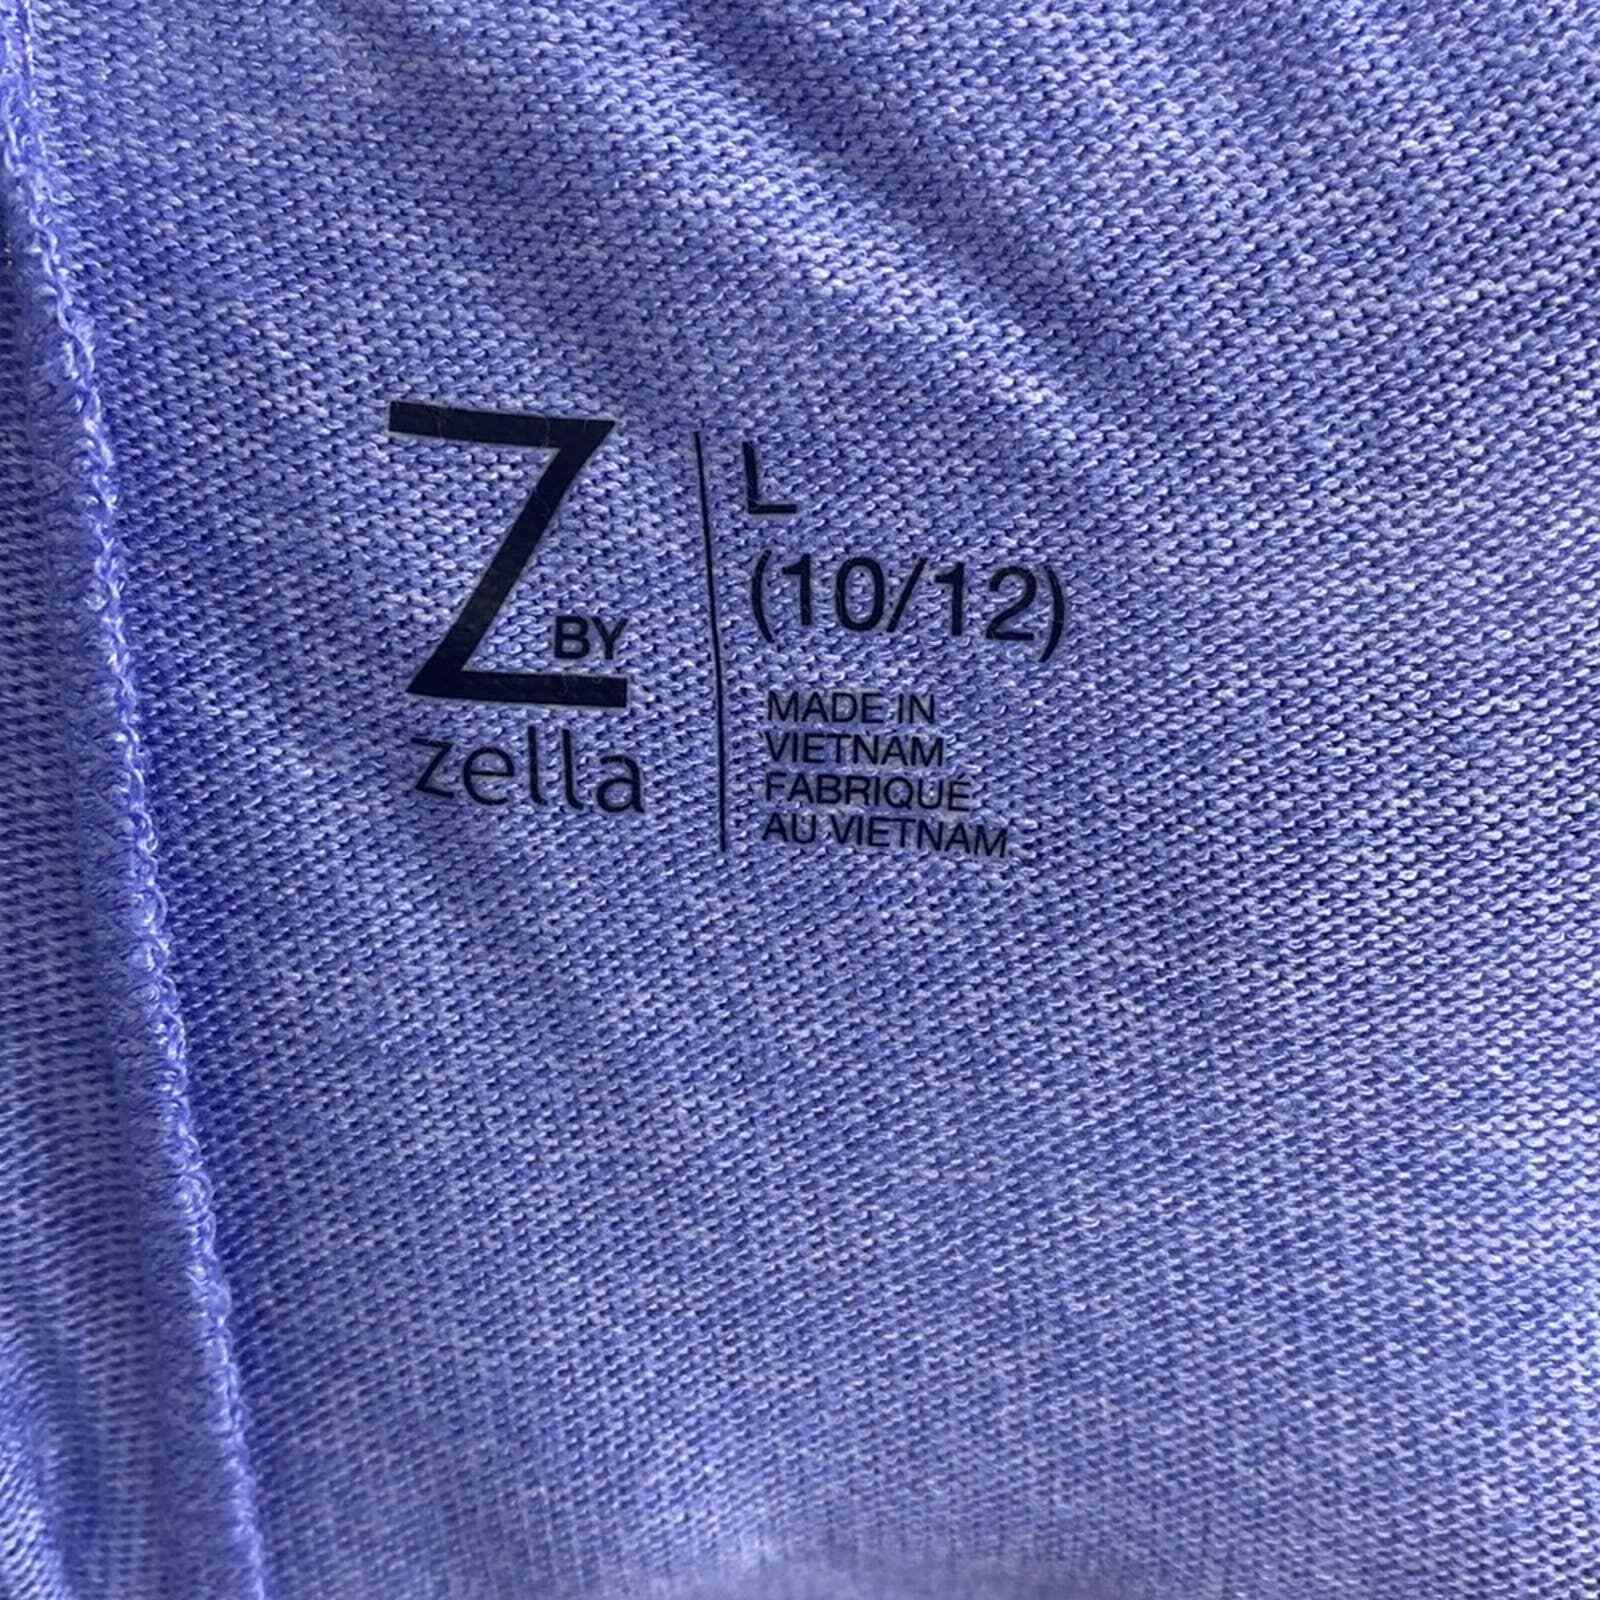 Z BY
zella
L
(10/12)
MADE IN
VIETNAM
FABRIQUÉ
AU VIETNAM